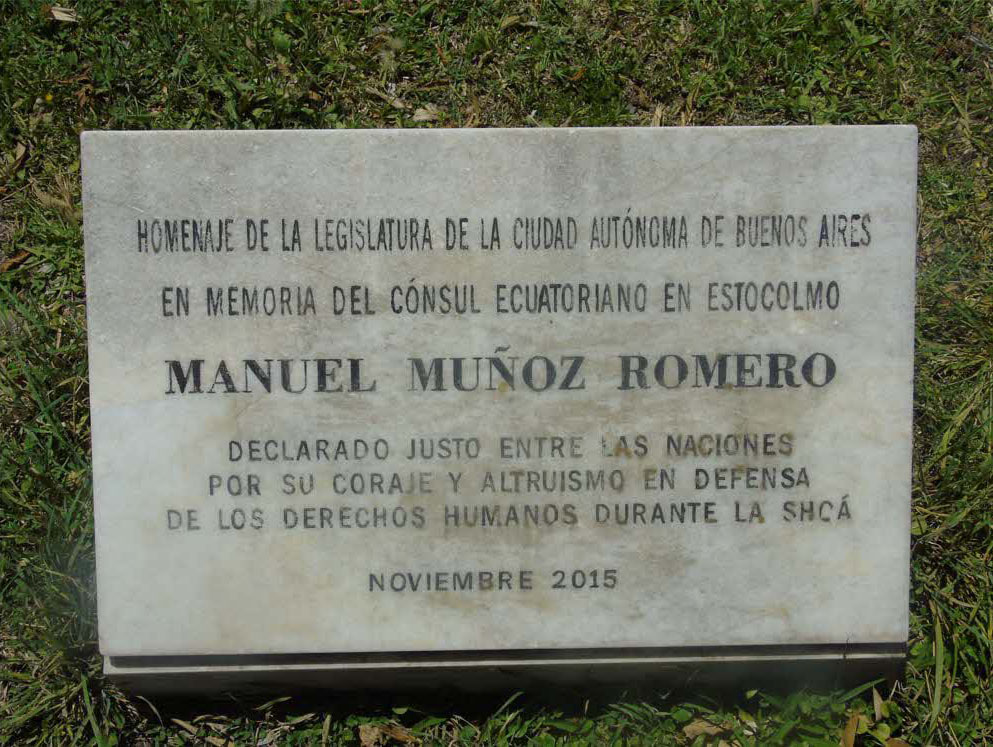 HOMENAJE DE LA LEGISLATURA DE LA CIUDAD AUTÓNOMA DE BUENOS AIRES
EN MEMORIA DEL CÓNSUL ECUATORIANO EN ESTOCOLMO
MANUEL MUÑOZ ROMERO
DECLARADO JUSTO ENTRE LAS NACIONES
POR SU CORAJE Y ALTRUISMO EN DEFENSA
DE LOS DERECHOS HUMANOS DURANTE LA SHOÁ
NOVIEMBRE 2015